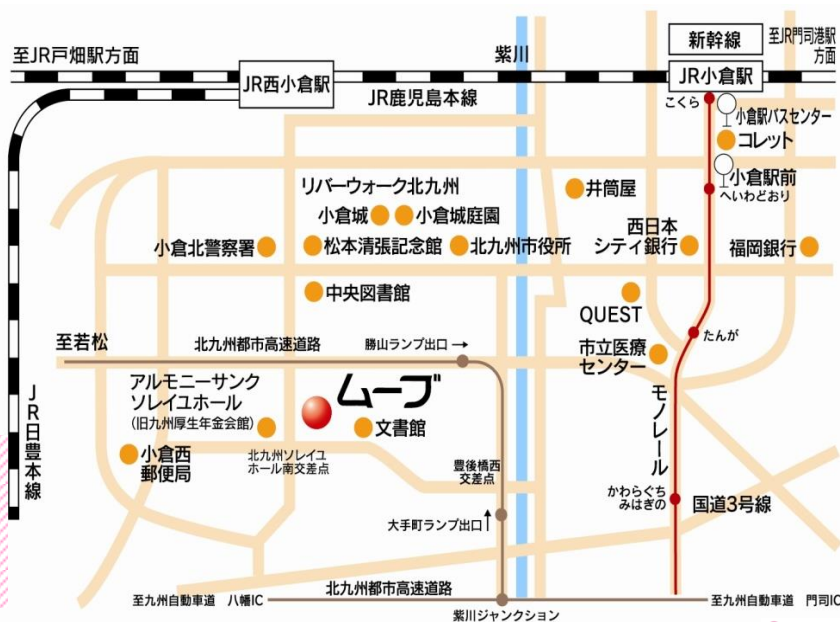 新幹線
至JR門司港駅
方面
至JR戸畑駅方面
紫川
JR西小倉駅
JR小倉駅
JR鹿児島本線
こくら
小倉駅バスセンター
コレット
小倉駅前
へいわどおり
リバーウォーク北九州
井筒屋
小倉城
小倉城庭園
小倉北警察署
松本清張記念館
北九州市役所
西日本
シティ銀行
福岡銀行
中央図書館
QUEST
至若松
北九州都市高速道路
勝山ランプ出口→
たんが
市立医療
センター
アルモニーサンク
ソレイユホール
(旧九州厚生年金会館)
ムーブ
文書館
モノレール
JR日豊本線
小倉西
郵便局
北九州ソレイユ
ホール南交差点
豊後橋西
交差点
かわらぐち
みはぎの
国道3号線
大手町ランプ出口↑
北九州都市高速道路
至九州自動車道 八幡IC
至九州自動車道 門司IC
紫川ジャンクション